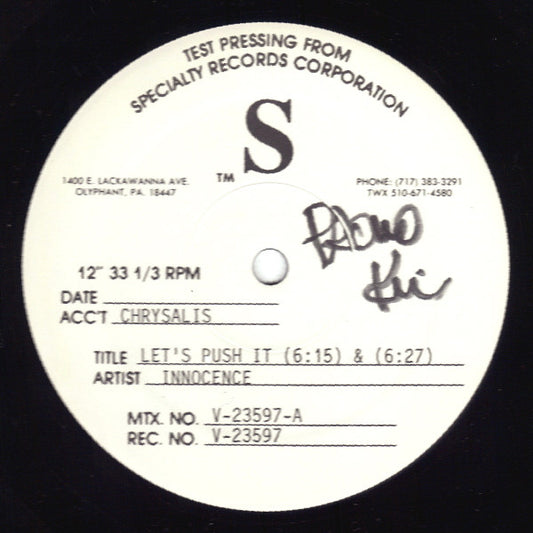 TEST PRESSING FROM
SPECIALTY RECORDS CORPORATION
S
TM
1400 E. LACKAWANNA AVE.
OLYPHANT, PA. 18447
PHONE: (717) 383-3291
TWX 510-671-4580
12" 33 1/3 RPM
DATE
ACC'T CHRYSALIS
TITLE LET'S PUSH IT (6:15) & (6:27)
ARTIST INNOCENCE
MTX. NO. V-23597-A
REC. NO. V-23597